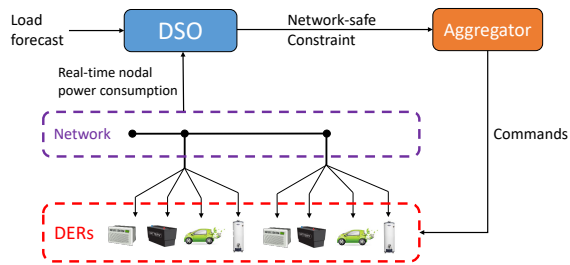 Load
forecast
DSO
Network-safe
Constraint
Aggregator
Real-time nodal
power consumption
Network
Commands
DERs